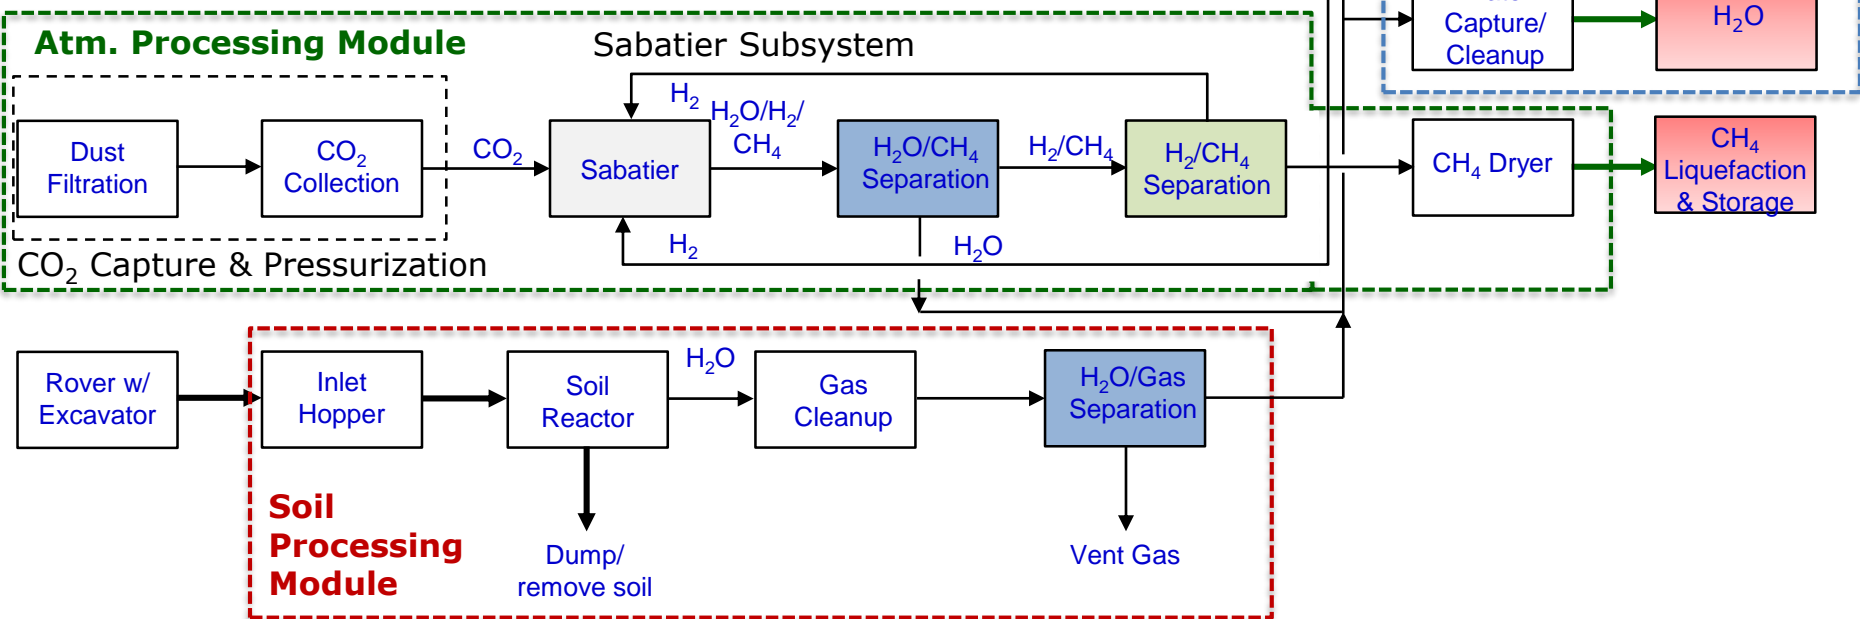 Capture/
Cleanup
H₂O
Atm. Processing Module
Sabatier Subsystem
H₂
H₂O/H₂/
CH₄
Dust
Filtration
CO₂
Collection
CO₂
Sabatier
H₂O/CH₄
Separation
H₂/CH₄
H₂/CH₄
Separation
CH₄ Dryer
CH₄
Liquefaction
& Storage
H₂
H₂O
CO₂ Capture & Pressurization
Rover w/
Excavator
Inlet
Hopper
Soil
Reactor
H₂O
Gas
Cleanup
H₂O/Gas
Separation
Soil
Processing
Module
Dump/
remove soil
Vent Gas